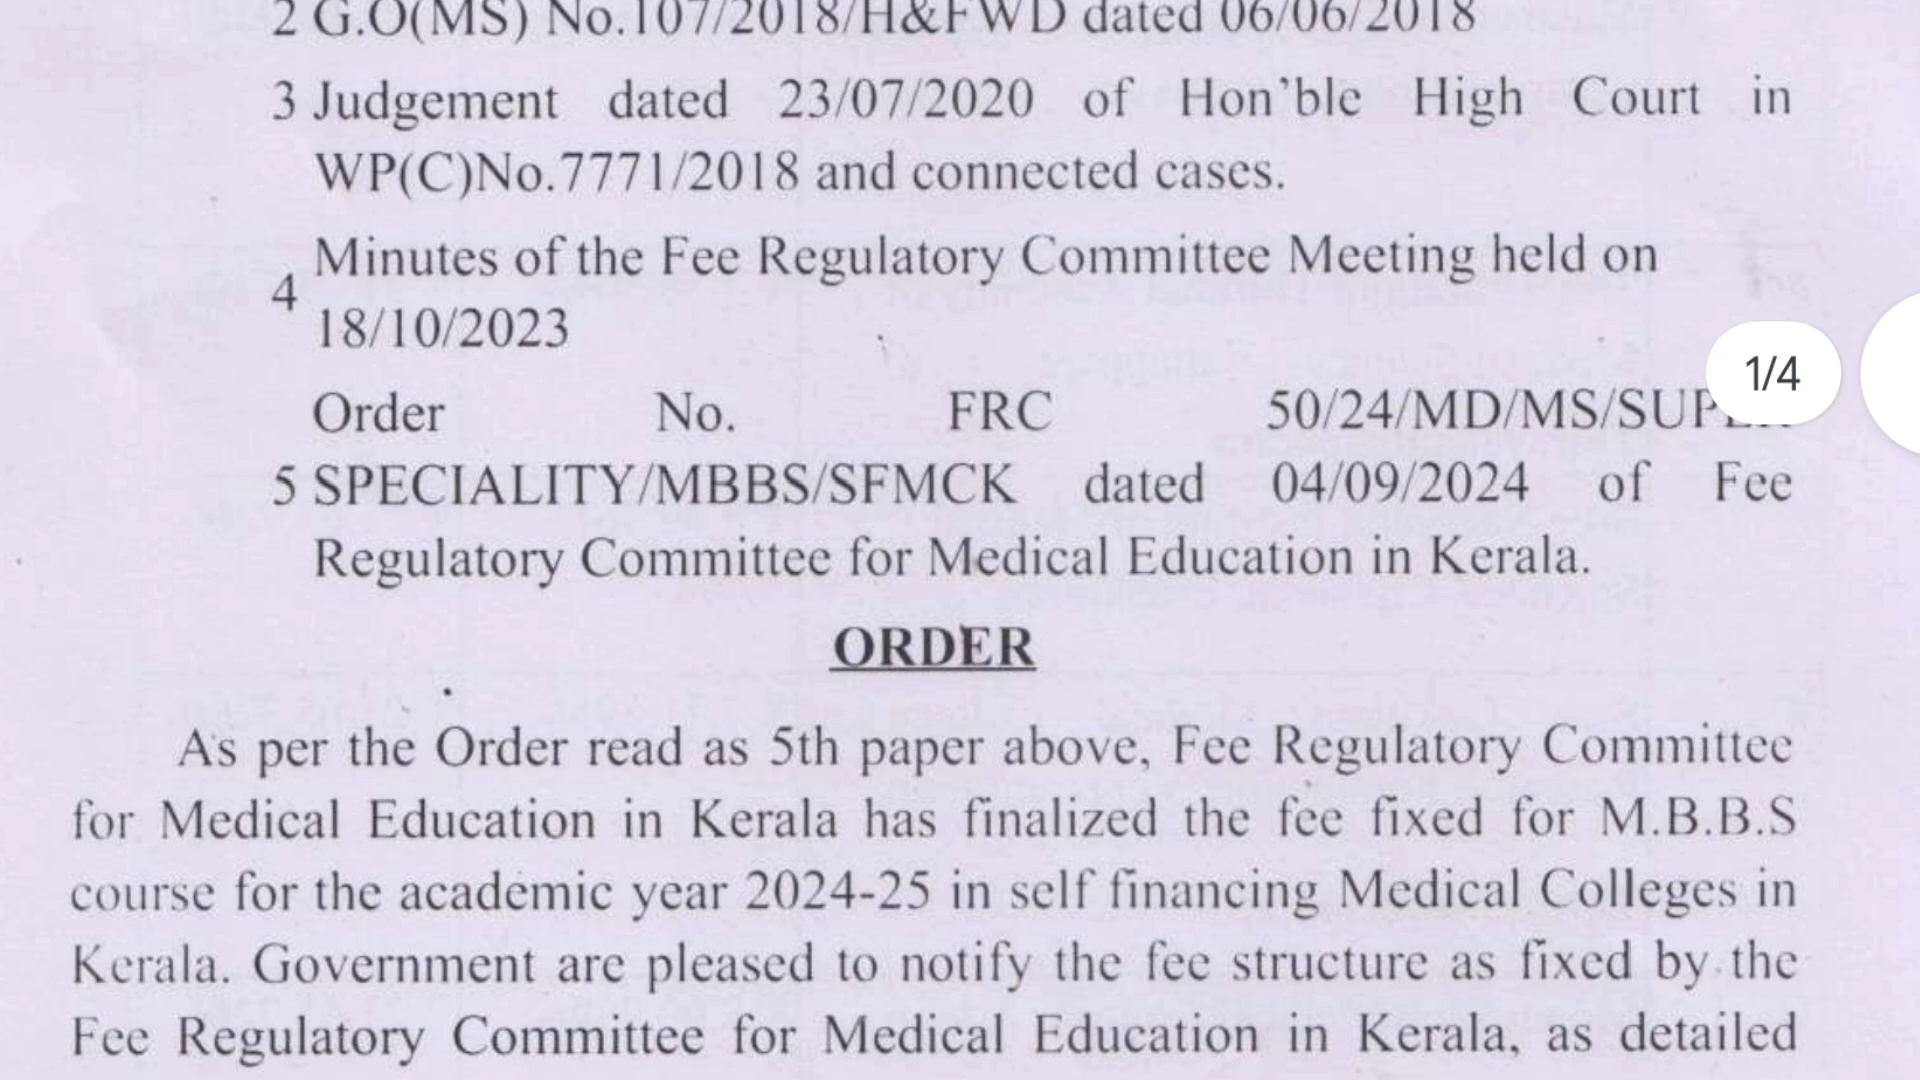 2 G.O(MS) No.107/2018/H&FWD dated 06/06/2018
3 Judgement dated 23/07/2020 of Hon'ble High Court in
WP(C)No.7771/2018 and connected cases.
Minutes of the Fee Regulatory Committee Meeting held on
4
18/10/2023
1/4
Order No. FRC 50/24/MD/MS/SUPER
5 SPECIALITY/MBBS/SFMCK dated 04/09/2024 of Fee
Regulatory Committee for Medical Education in Kerala.
ORDER
As per the Order read as 5th paper above, Fee Regulatory Committee
for Medical Education in Kerala has finalized the fee fixed for M.B.B.S
course for the academic year 2024-25 in self financing Medical Colleges in
Kerala. Government are pleased to notify the fee structure as fixed by the
Fee Regulatory Committee for Medical Education in Kerala, as detailed